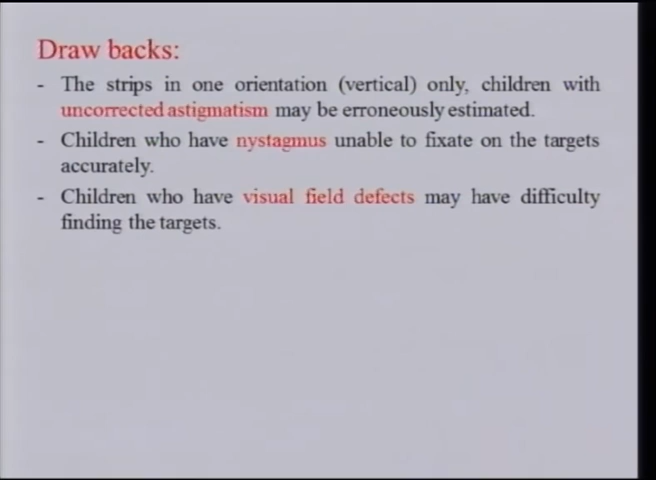 Draw backs:
- The strips in one orientation (vertical) only, children with
uncorrected astigmatism may be erroneously estimated.
- Children who have nystagmus unable to fixate on the targets
accurately.
- Children who have visual field defects may have difficulty
finding the targets.